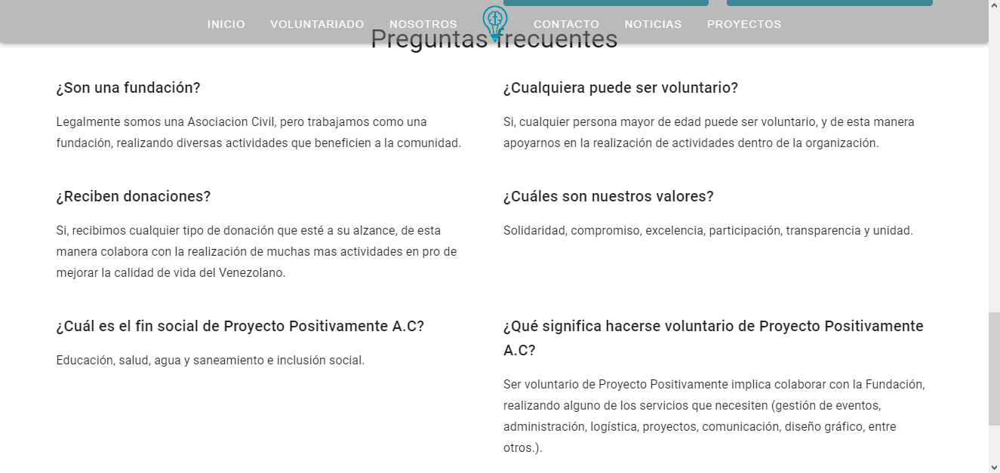 INICIO VOLUNTARIADO NOSOTROS CONTACTO NOTICIAS PROYECTOS
Preguntas frecuentes
¿Son una fundación?
Legalmente somos una Asociacion Civil, pero trabajamos como una
fundación, realizando diversas actividades que beneficien a la comunidad.
¿Cualquiera puede ser voluntario?
Si, cualquier persona mayor de edad puede ser voluntario, y de esta manera
apoyarnos en la realización de actividades dentro de la organización.
¿Reciben donaciones?
Si, recibimos cualquier tipo de donación que esté a su alzance, de esta
manera colabora con la realización de muchas mas actividades en pro de
mejorar la calidad de vida del Venezolano.
¿Cuáles son nuestros valores?
Solidaridad, compromiso, excelencia, participación, transparencia y unidad.
¿Cuál es el fin social de Proyecto Positivamente A.C?
Educación, salud, agua y saneamiento e inclusión social.
¿Qué significa hacerse voluntario de Proyecto Positivamente
A.C?
Ser voluntario de Proyecto Positivamente implica colaborar con la Fundación,
realizando alguno de los servicios que necesiten (gestión de eventos,
administración, logística, proyectos, comunicación, diseño gráfico, entre
otros.).